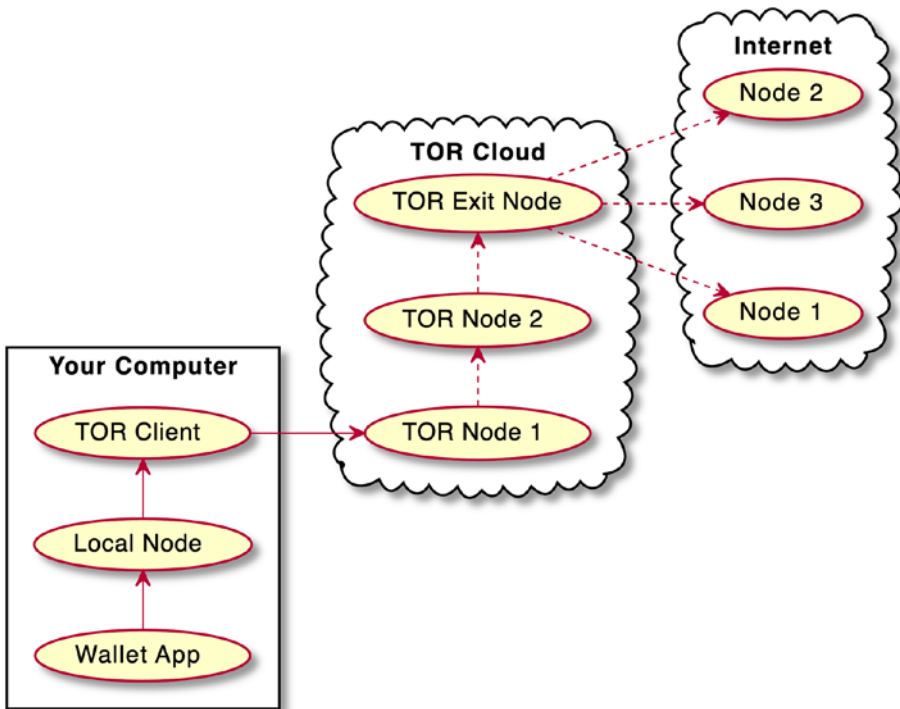 Internet
Node 2
TOR Cloud
TOR Exit Node
Node 3
TOR Node 2
Node 1
Your Computer
TOR Client
TOR Node 1
Local Node
Wallet App